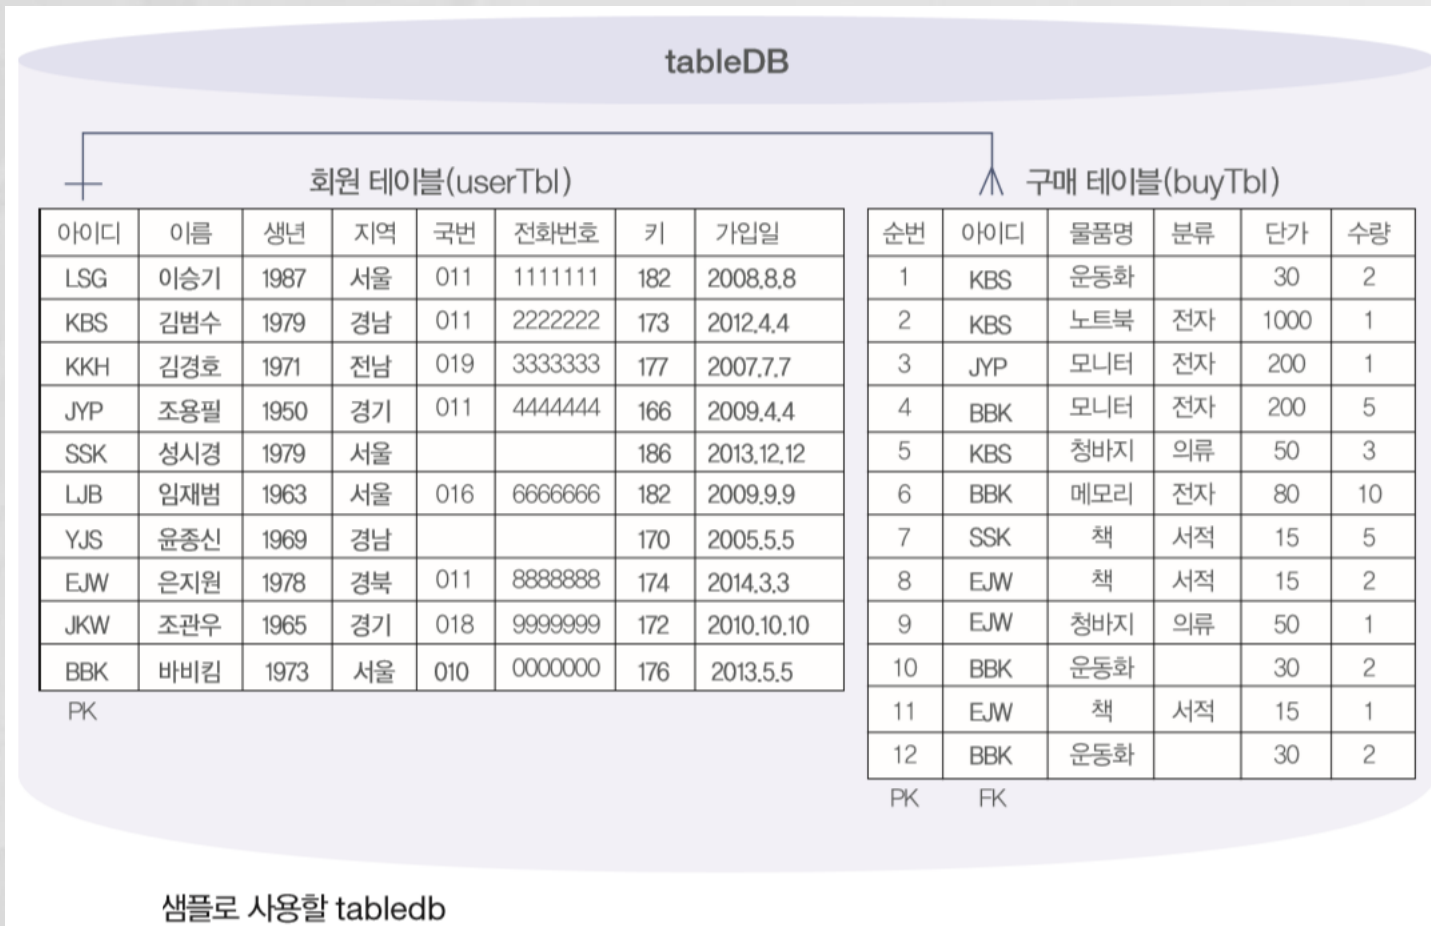 tableDB
회원 테이블(userTbl)
아이디 이름 생년 지역 국번 전화번호 키 가입일
LSG 이승기 1987 서울 011 1111111 182 2008.8.8
KBS 김범수 1979 경남 011 2222222 173 2012.4.4
KKH 김경호 1971 전남 019 3333333 177 2007.7.7
JYP 조용필 1950 경기 011 4444444 166 2009.4.4
SSK 성시경 1979 서울 186 2013.12.12
LJB 임재범 1963 서울 016 6666666 182 2009.9.9
YJS 윤종신 1969 경남 170 2005.5.5
EJW 은지원 1978 경북 011 8888888 174 2014.3.3
JKW 조관우 1965 경기 018 9999999 172 2010.10.10
BBK 바비킴 1973 서울 010 0000000 176 2013.5.5
PK
구매 테이블(buyTbl)
순번 아이디 물품명 분류 단가 수량
1 KBS 운동화 30 2
2 KBS 노트북 전자 1000 1
3 JYP 모니터 전자 200 1
4 BBK 모니터 전자 200 5
5 KBS 청바지 의류 50 3
6 BBK 메모리 전자 80 10
7 SSK 책 서적 15 5
8 EJW 책 서적 15 2
9 EJW 청바지 의류 50 1
10 BBK 운동화 30 2
11 EJW 책 서적 15 1
12 BBK 운동화 30 2
PK FK
샘플로 사용할 tabledb